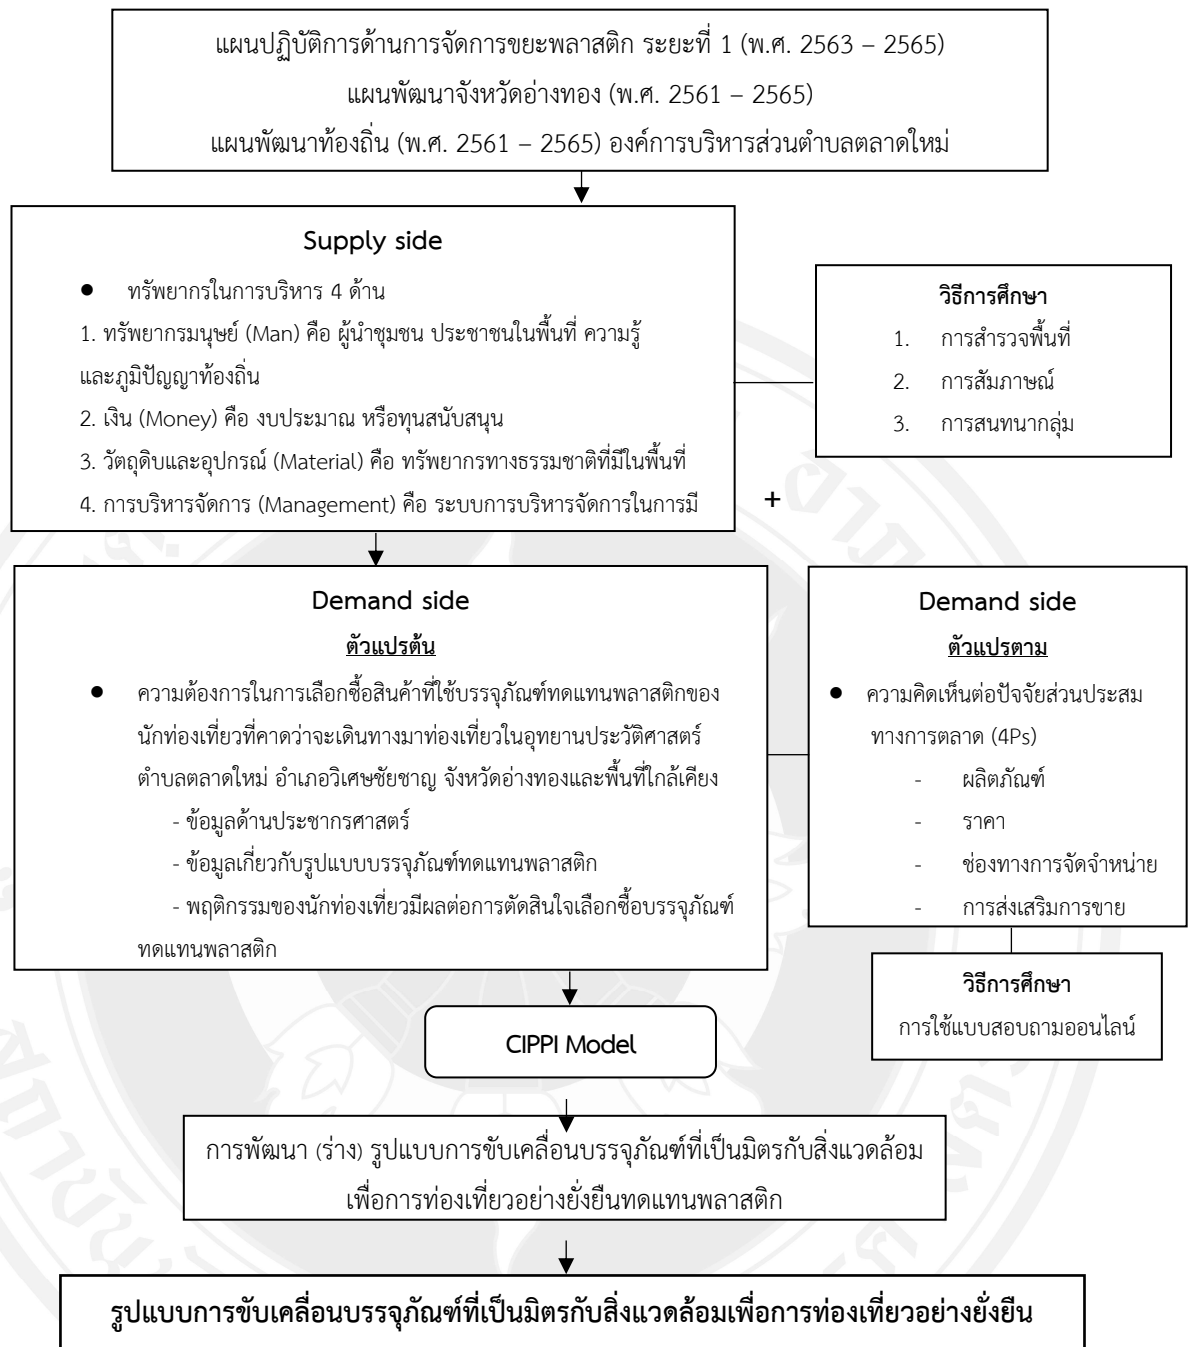 แผนปฏิบัติการด้านการจัดการขยะพลาสติก ระยะที่ 1 (พ.ศ. 2563 – 2565)
แผนพัฒนาจังหวัดอ่างทอง (พ.ศ. 2561 – 2565)
แผนพัฒนาท้องถิ่น (พ.ศ. 2561 – 2565) องค์การบริหารส่วนตำบลตลาดใหม่
Supply side
● ทรัพยากรในการบริหาร 4 ด้าน
1. ทรัพยากรมนุษย์ (Man) คือ ผู้นำชุมชน ประชาชนในพื้นที่ ความรู้
และภูมิปัญญาท้องถิ่น
2. เงิน (Money) คือ งบประมาณ หรือทุนสนับสนุน
3. วัตถุดิบและอุปกรณ์ (Material) คือ ทรัพยากรทางธรรมชาติที่มีในพื้นที่
4. การบริหารจัดการ (Management) คือ ระบบการบริหารจัดการในการมี
วิธีการศึกษา
1. การสำรวจพื้นที่
2. การสัมภาษณ์
3. การสนทนากลุ่ม
+
Demand side
ตัวแปรต้น
● ความต้องการในการเลือกซื้อสินค้าที่ใช้บรรจุภัณฑ์ทดแทนพลาสติกของ
นักท่องเที่ยวที่คาดว่าจะเดินทางมาท่องเที่ยวในอุทยานประวัติศาสตร์
ตำบลตลาดใหม่ อำเภอวิเศษชัยชาญ จังหวัดอ่างทองและพื้นที่ใกล้เคียง
- ข้อมูลด้านประชากรศาสตร์
- ข้อมูลเกี่ยวกับรูปแบบบรรจุภัณฑ์ทดแทนพลาสติก
- พฤติกรรมของนักท่องเที่ยวมีผลต่อการตัดสินใจเลือกซื้อบรรจุภัณฑ์
ทดแทนพลาสติก
Demand side
ตัวแปรตาม
● ความคิดเห็นต่อปัจจัยส่วนประสม
ทางการตลาด (4Ps)
- ผลิตภัณฑ์
- ราคา
- ช่องทางการจัดจำหน่าย
- การส่งเสริมการขาย
วิธีการศึกษา
การใช้แบบสอบถามออนไลน์
CIPPI Model
การพัฒนา (ร่าง) รูปแบบการขับเคลื่อนบรรจุภัณฑ์ที่เป็นมิตรกับสิ่งแวดล้อม
เพื่อการท่องเที่ยวอย่างยั่งยืนทดแทนพลาสติก
รูปแบบการขับเคลื่อนบรรจุภัณฑ์ที่เป็นมิตรกับสิ่งแวดล้อมเพื่อการท่องเที่ยวอย่างยั่งยืน